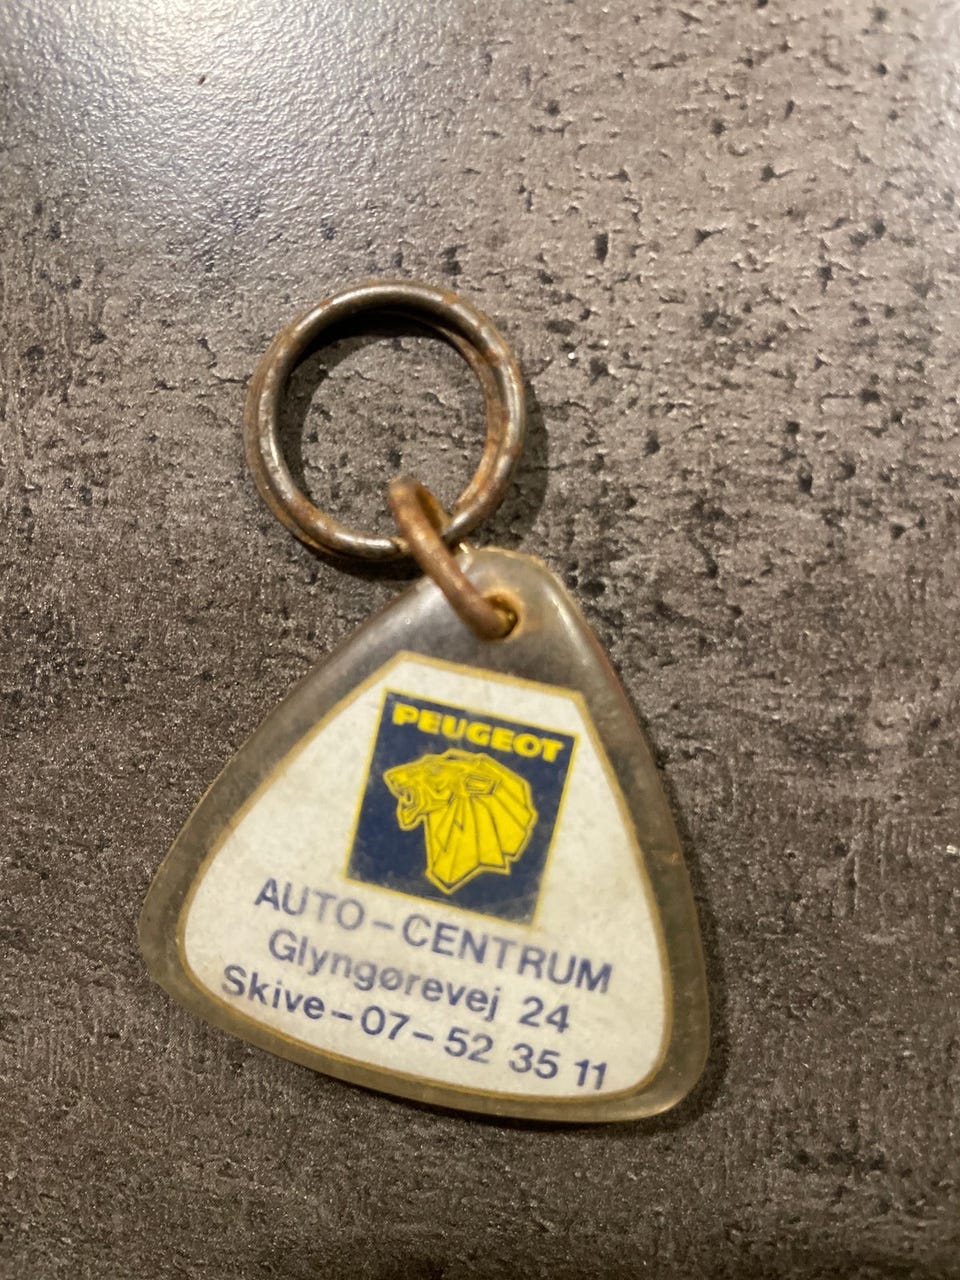 PEUGEOT
AUTO-CENTRUM
Glyngørevej 24
Skive-07-52 35 11